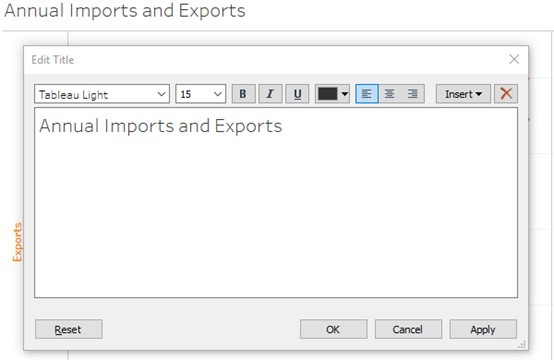 Annual Imports and Exports
Edit Title
Tableau Light 15 B I U Insert
Annual Imports and Exports
Exports
Reset OK Cancel Apply